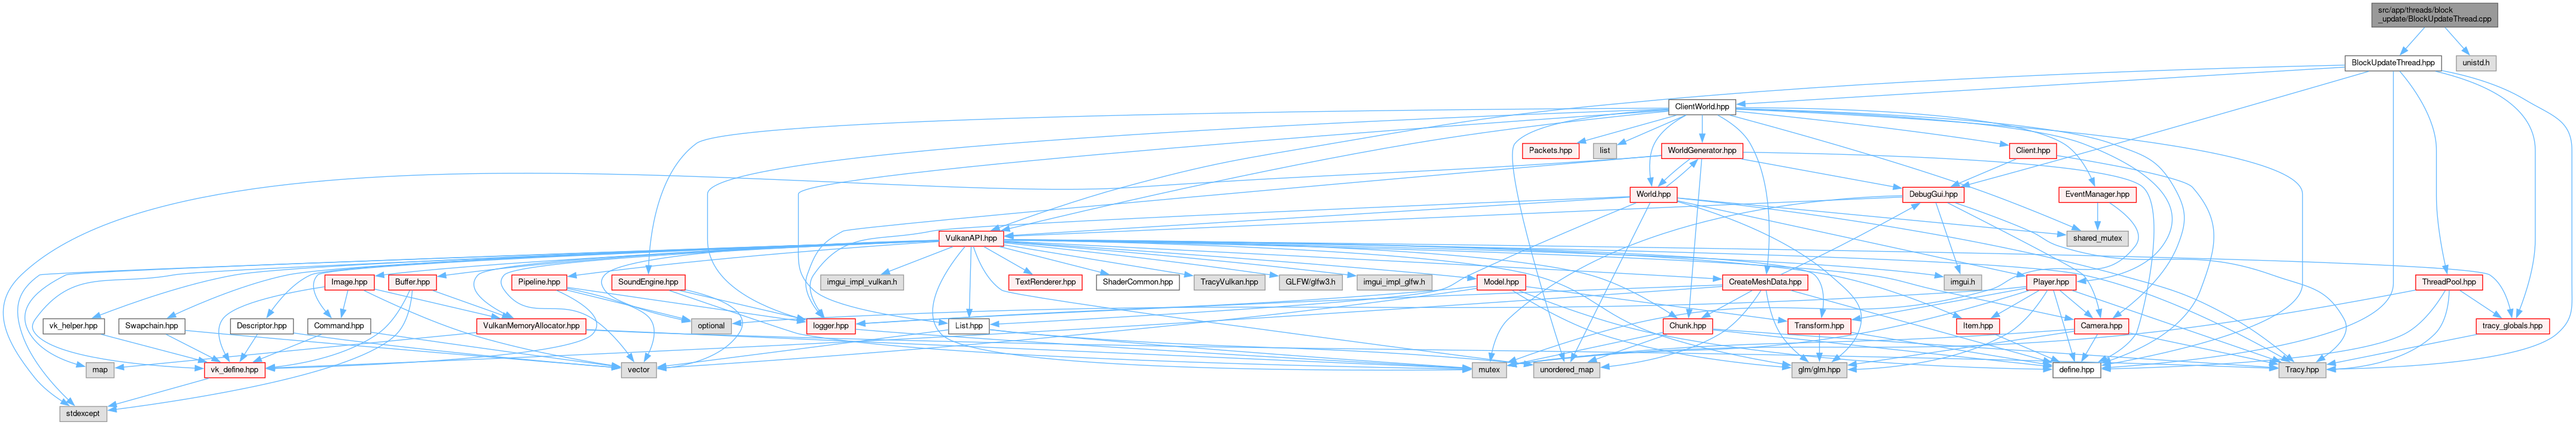 src/app/threads/block
_update/BlockUpdateThread.cpp
BlockUpdateThread.hpp
unistd.h
ClientWorld.hpp
Packets.hpp
list
WorldGenerator.hpp
Client.hpp
World.hpp
DebugGui.hpp
EventManager.hpp
VulkanAPI.hpp
shared_mutex
Image.hpp
Buffer.hpp
Pipeline.hpp
SoundEngine.hpp
imgui_impl_vulkan.h
TextRenderer.hpp
ShaderCommon.hpp
TracyVulkan.hpp
GLFW/glfw3.h
imgui_impl_glfw.h
Model.hpp
CreateMeshData.hpp
imgui.h
Player.hpp
ThreadPool.hpp
vk_helper.hpp
Swapchain.hpp
Descriptor.hpp
Command.hpp
VulkanMemoryAllocator.hpp
optional
logger.hpp
List.hpp
Chunk.hpp
Transform.hpp
Item.hpp
Camera.hpp
tracy_globals.hpp
map
vk_define.hpp
vector
mutex
unordered_map
glm/glm.hpp
define.hpp
Tracy.hpp
stdexcept